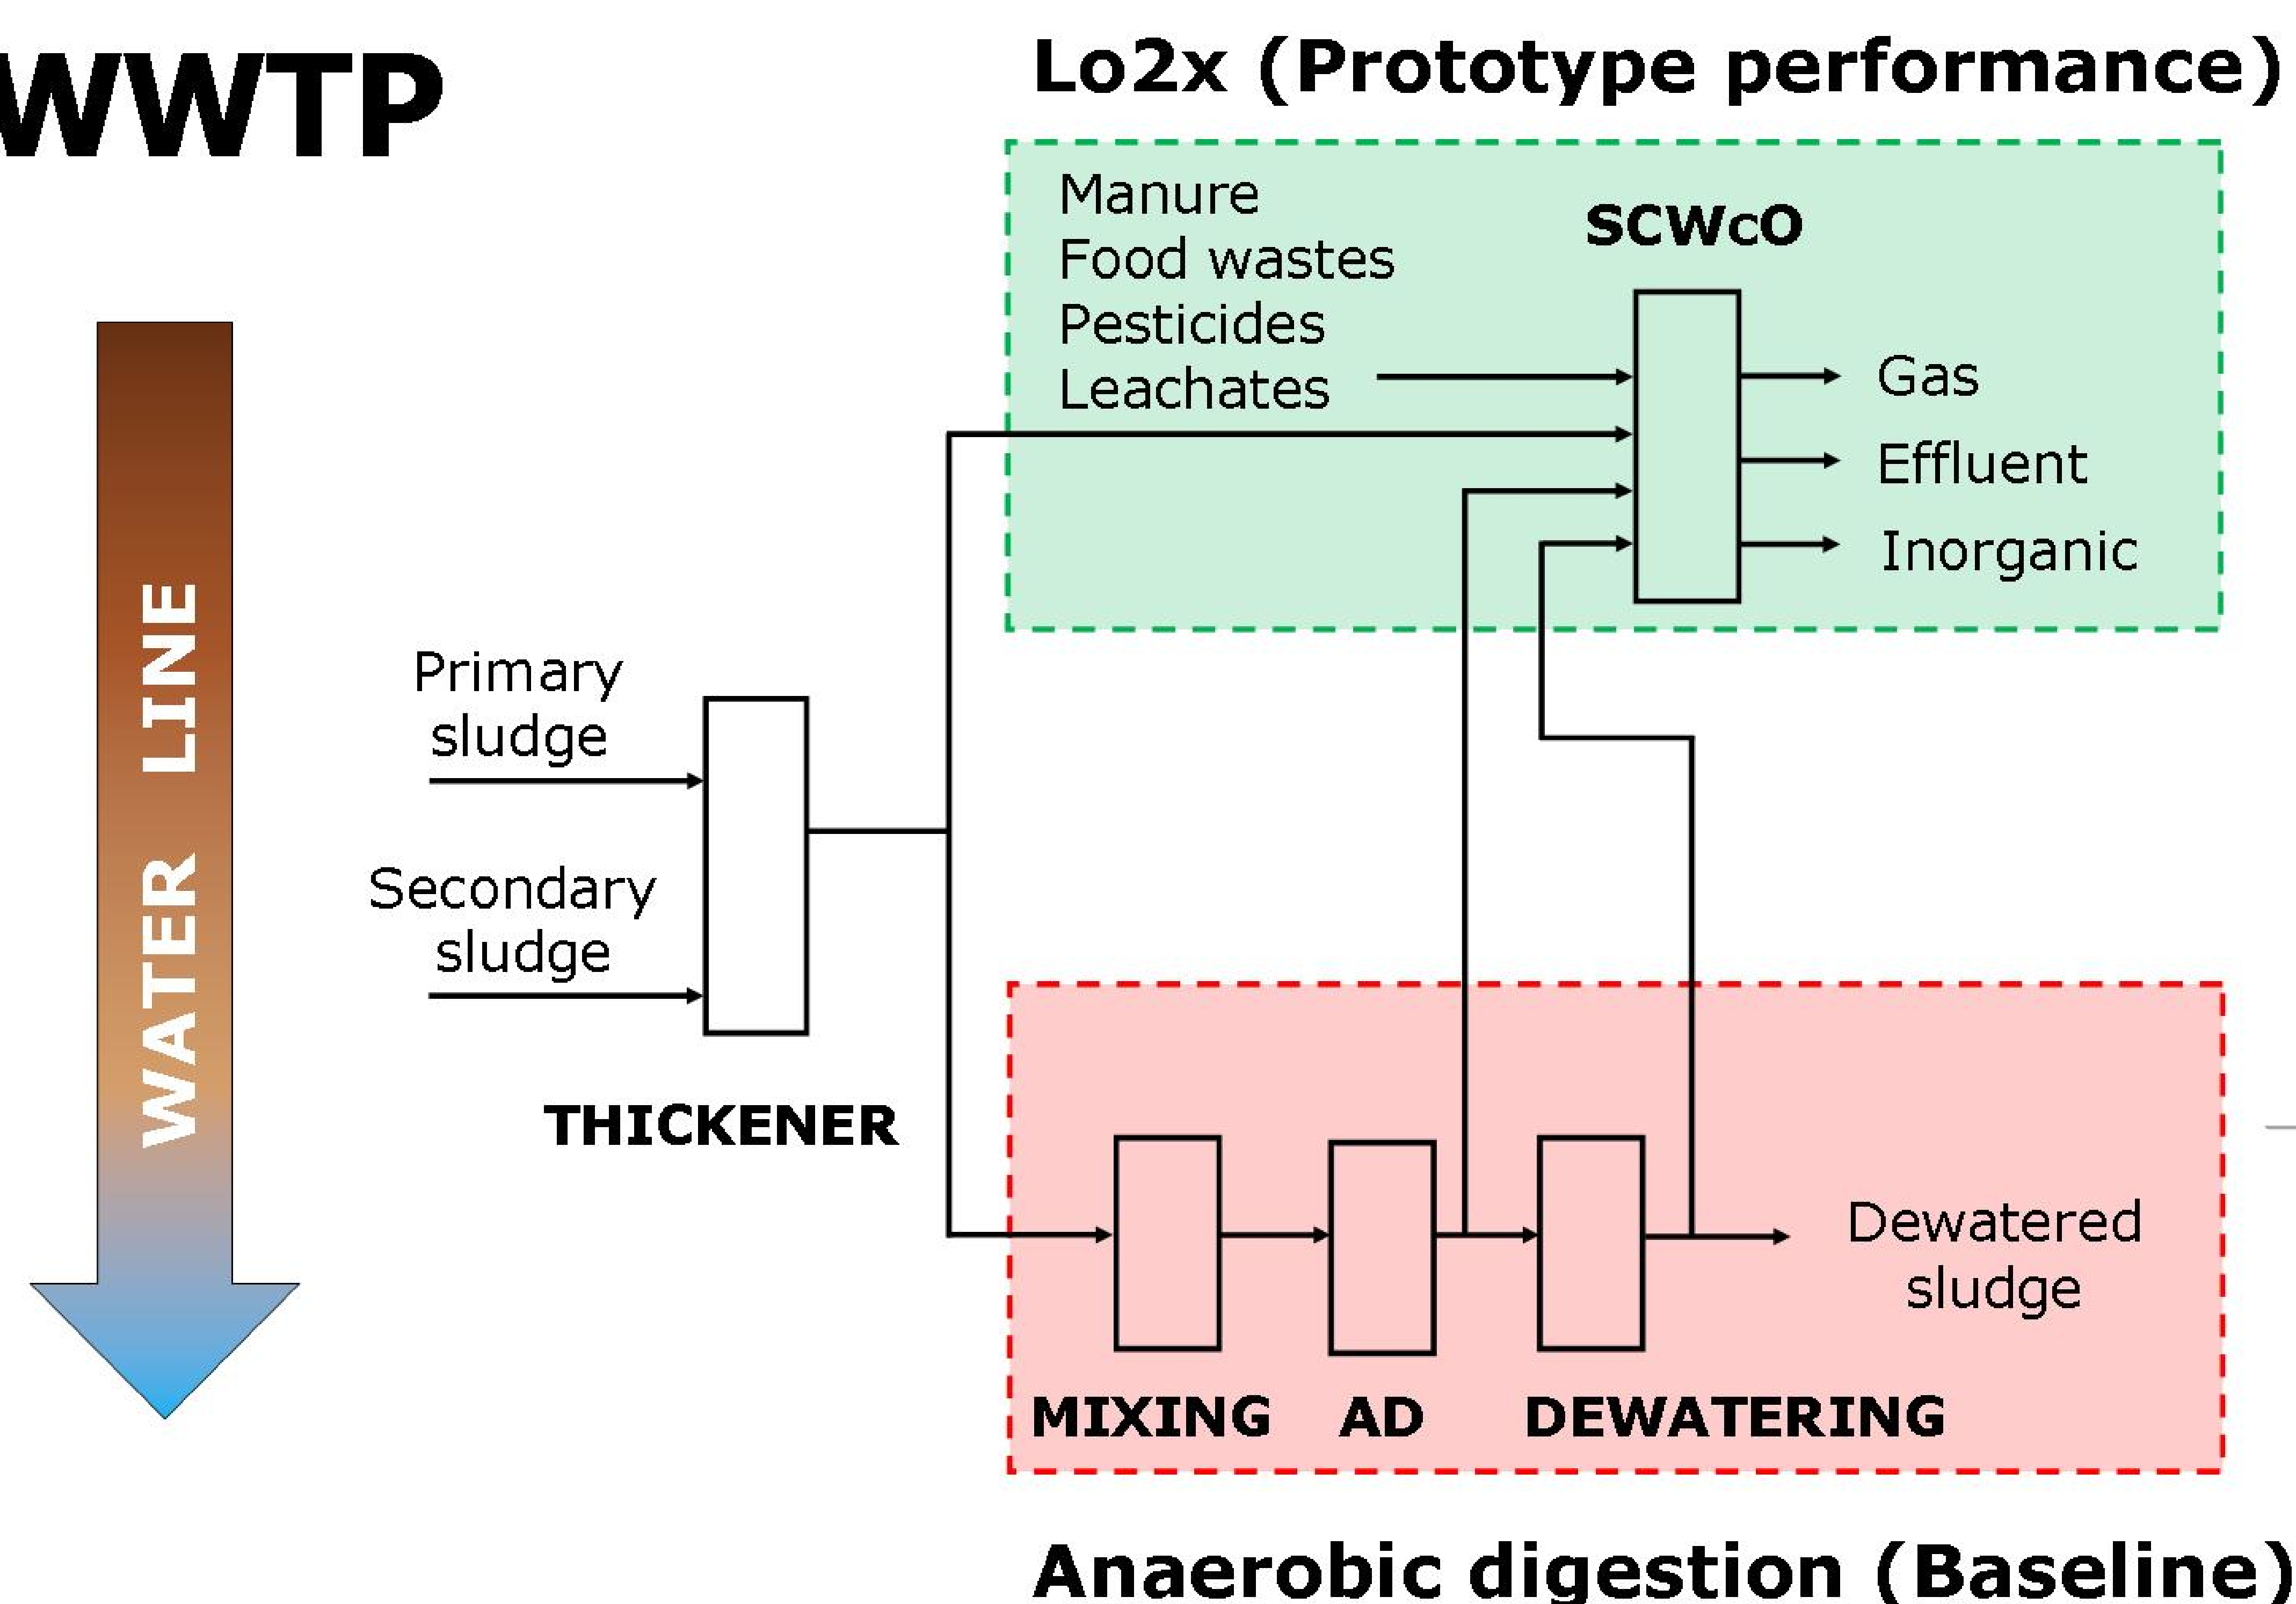 WWTP
Lo2x (Prototype performance)
Manure
Food wastes
Pesticides
Leachates
SCWcO
Gas
Effluent
Inorganic
WATER LINE
Primary
sludge
Secondary
sludge
THICKENER
Dewatered
sludge
MIXING
AD
DEWATERING
Anaerobic digestion (Baseline)